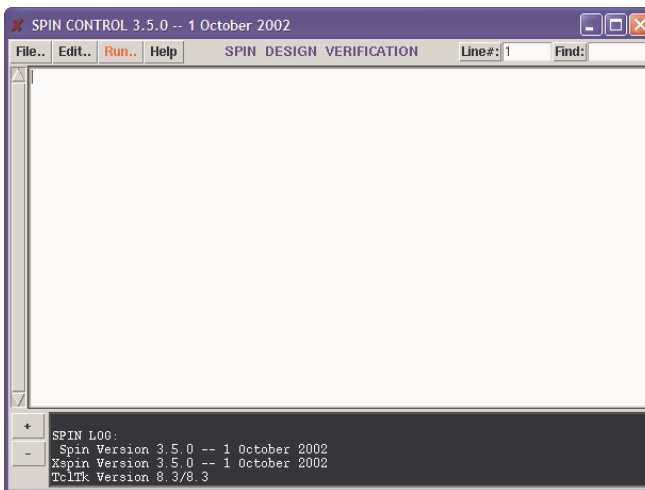 SPIN CONTROL 3.5.0 -- 1 October 2002
File.. Edit.. Run.. Help SPIN DESIGN VERIFICATION Line#: 1 Find:
+
-
SPIN LOG:
Spin Version 3.5.0 -- 1 October 2002
Xspin Version 3.5.0 -- 1 October 2002
TclTk Version 8.3/8.3